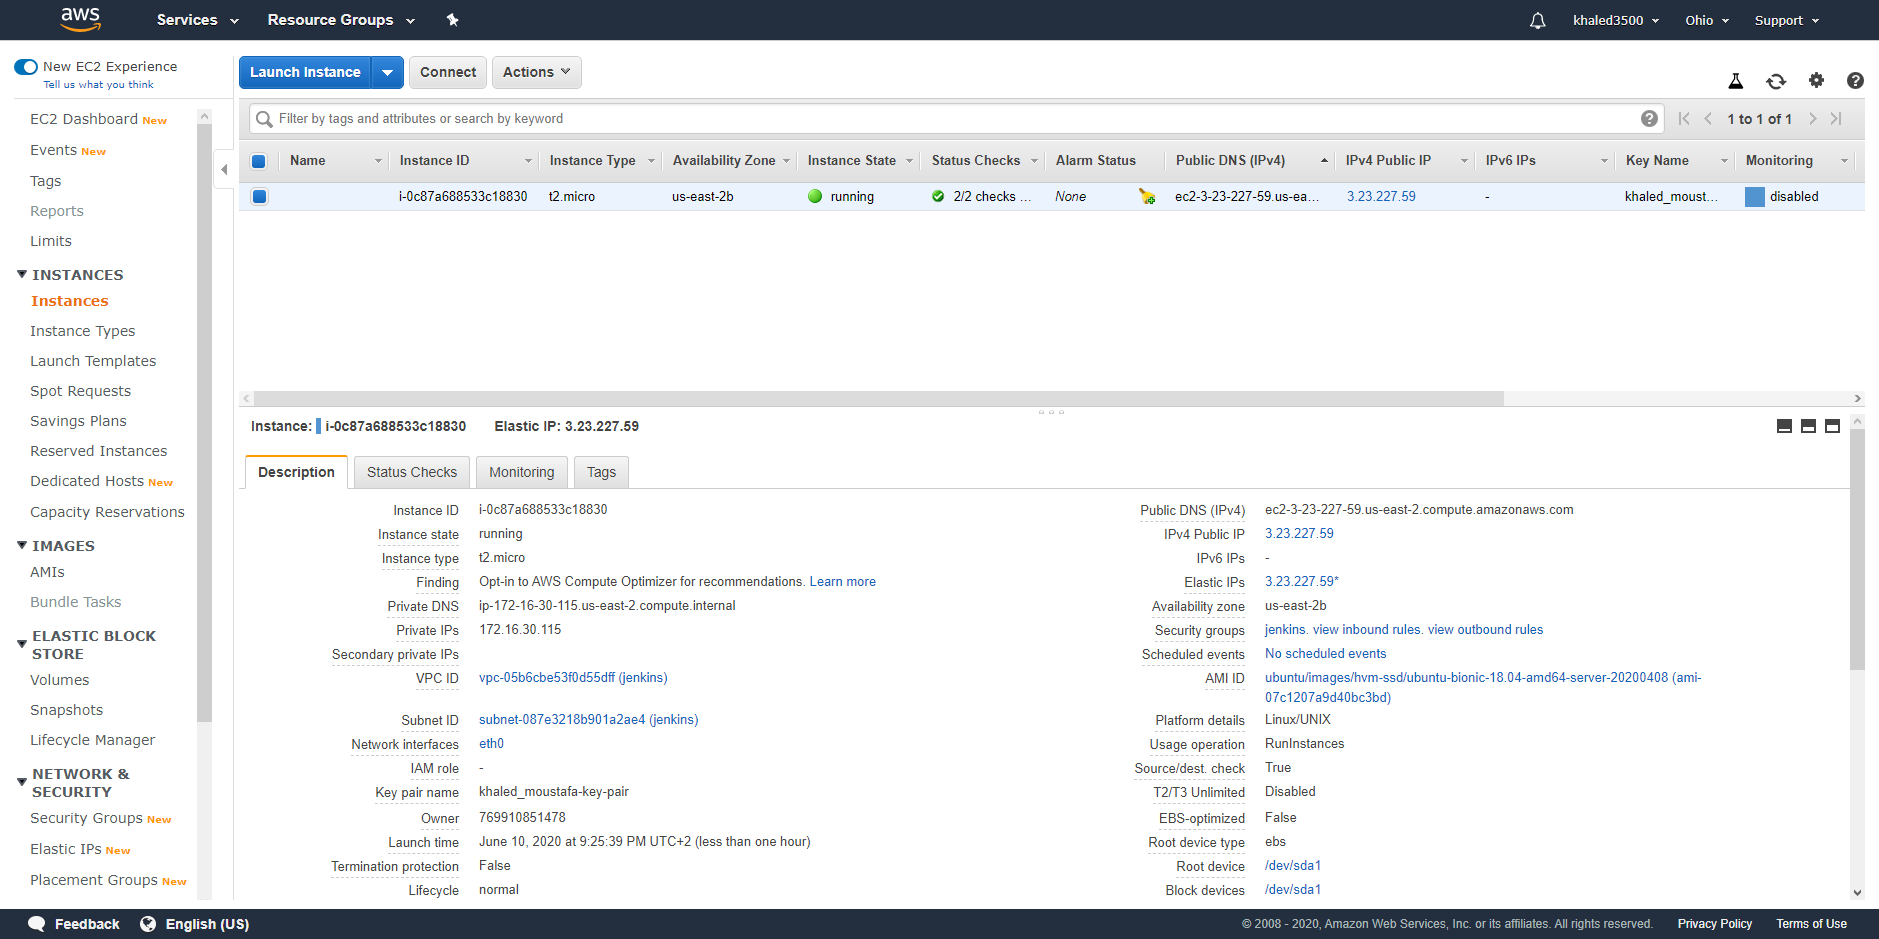 aws Services Resource Groups khaled3500 Ohio Support
New EC2 Experience
Tell us what you think
EC2 Dashboard New
Events New
Tags
Reports
Limits
INSTANCES
Instances
Instance Types
Launch Templates
Spot Requests
Savings Plans
Reserved Instances
Dedicated Hosts New
Capacity Reservations
IMAGES
AMIs
Bundle Tasks
ELASTIC BLOCK
STORE
Volumes
Snapshots
Lifecycle Manager
NETWORK &
SECURITY
Security Groups New
Elastic IPs New
Placement Groups New
Launch Instance Connect Actions
Filter by tags and attributes or search by keyword 1 to 1 of 1
Name Instance ID Instance Type Availability Zone Instance State Status Checks Alarm Status Public DNS (IPv4) IPv4 Public IP IPv6 IPs Key Name Monitoring
i-0c87a688533c18830 t2.micro us-east-2b running 2/2 checks ... None ec2-3-23-227-59.us-ea... 3.23.227.59 - khaled_moust... disabled
Instance: i-0c87a688533c18830 Elastic IP: 3.23.227.59
Description Status Checks Monitoring Tags
Instance ID i-0c87a688533c18830
Instance state running
Instance type t2.micro
Finding Opt-in to AWS Compute Optimizer for recommendations. Learn more
Private DNS ip-172-16-30-115.us-east-2.compute.internal
Private IPs 172.16.30.115
Secondary private IPs
VPC ID vpc-05b6cbe53f0d55dff (jenkins)
Subnet ID subnet-087e3218b901a2ae4 (jenkins)
Network interfaces eth0
IAM role -
Key pair name khaled_moustafa-key-pair
Owner 769910851478
Launch time June 10, 2020 at 9:25:39 PM UTC+2 (less than one hour)
Termination protection False
Lifecycle normal
Public DNS (IPv4) ec2-3-23-227-59.us-east-2.compute.amazonaws.com
IPv4 Public IP 3.23.227.59
IPv6 IPs -
Elastic IPs 3.23.227.59*
Availability zone us-east-2b
Security groups jenkins. view inbound rules. view outbound rules
Scheduled events No scheduled events
AMI ID ubuntu/images/hvm-ssd/ubuntu-bionic-18.04-amd64-server-20200408 (ami-
07c1207a9d40bc3bd)
Platform details Linux/UNIX
Usage operation RunInstances
Source/dest. check True
T2/T3 Unlimited Disabled
EBS-optimized False
Root device type ebs
Root device /dev/sda1
Block devices /dev/sda1
Feedback English (US) © 2008 - 2020, Amazon Web Services, Inc. or its affiliates. All rights reserved. Privacy Policy Terms of Use